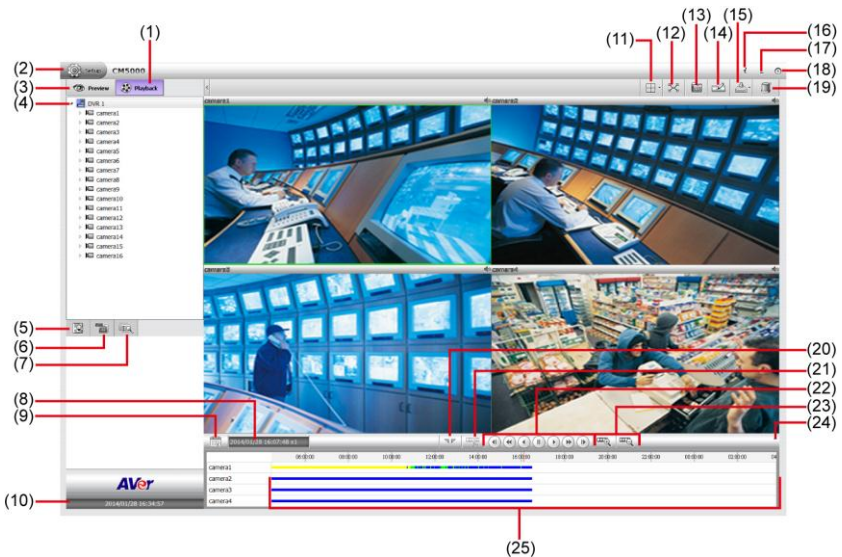 (1)
(2)
(3)
(4)
(5)
(6)
(7)
(8)
(9)
(10)
(11)
(12)
(13)
(14)
(15)
(16)
(17)
(18)
(19)
(20)
(21)
(22)
(23)
(24)
(25)
Setup
CM5000
Preview
Playback
DVR 1
camera1
camera2
camera3
camera4
camera5
camera6
camera7
camera8
camera9
camera10
camera11
camera12
camera13
camera14
camera15
camera16
camera1
camera3
camera4
2014/01/28 16:07:48 x1
06:00:00
08:00:00
10:00:00
12:00:00
14:00:00
16:00:00
18:00:00
20:00:00
22:00:00
00:00:00
02:00:00
04
camera1
camera2
camera3
camera4
AVer
2014/01/28 16:34:57